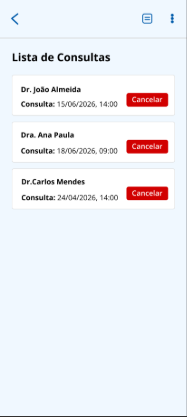 Lista de Consultas
Dr. João Almeida
Consulta: 15/06/2026, 14:00
Cancelar
Dra. Ana Paula
Consulta: 18/06/2026, 09:00
Cancelar
Dr.Carlos Mendes
Consulta: 24/04/2026, 14:00
Cancelar